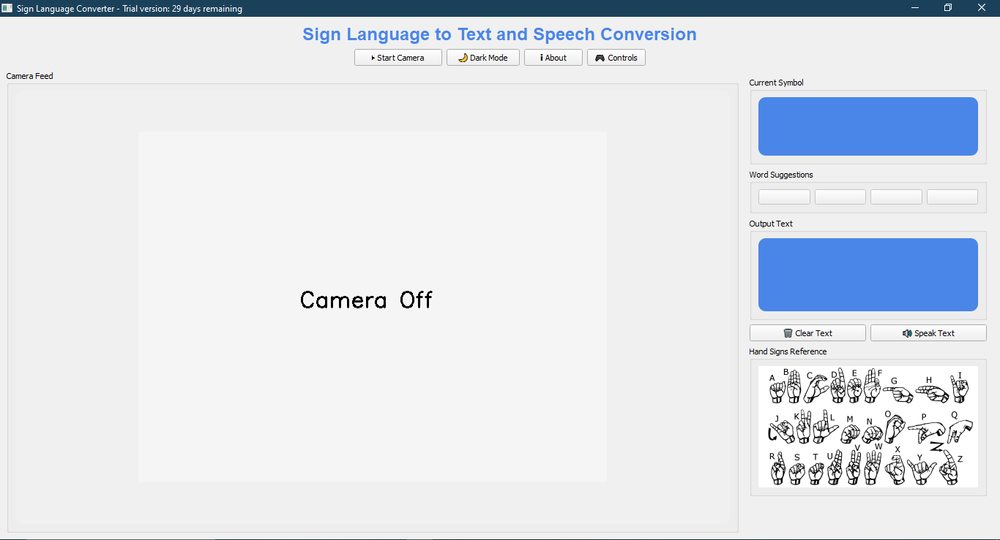 Sign Language Converter - Trial version: 29 days remaining
Sign Language to Text and Speech Conversion
Start Camera
Dark Mode
About
Controls
Camera Feed
Camera Off
Current Symbol
Word Suggestions
Output Text
Clear Text
Speak Text
Hand Signs Reference
A B C D E F G H I
J K L M N O P Q
R S T U V W X Y Z